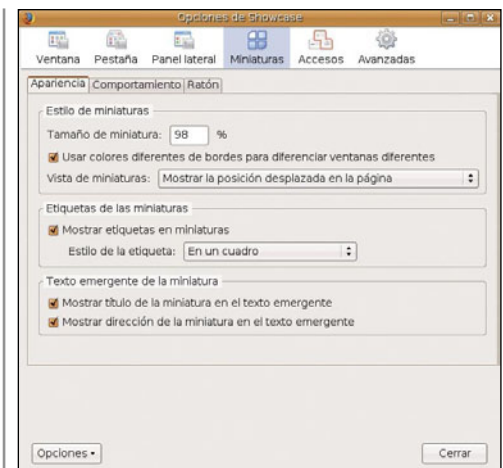 Opciones de Showcase
Ventana Pestaña Panel lateral Miniaturas Accesos Avanzadas
Apariencia Comportamiento Ratón
Estilo de miniaturas
Tamaño de miniatura: 98 %
Usar colores diferentes de bordes para diferenciar ventanas diferentes
Vista de miniaturas: Mostrar la posición desplazada en la página
Etiquetas de las miniaturas
Mostrar etiquetas en miniaturas
Estilo de la etiqueta: En un cuadro
Texto emergente de la miniatura
Mostrar título de la miniatura en el texto emergente
Mostrar dirección de la miniatura en el texto emergente
Opciones Cerrar